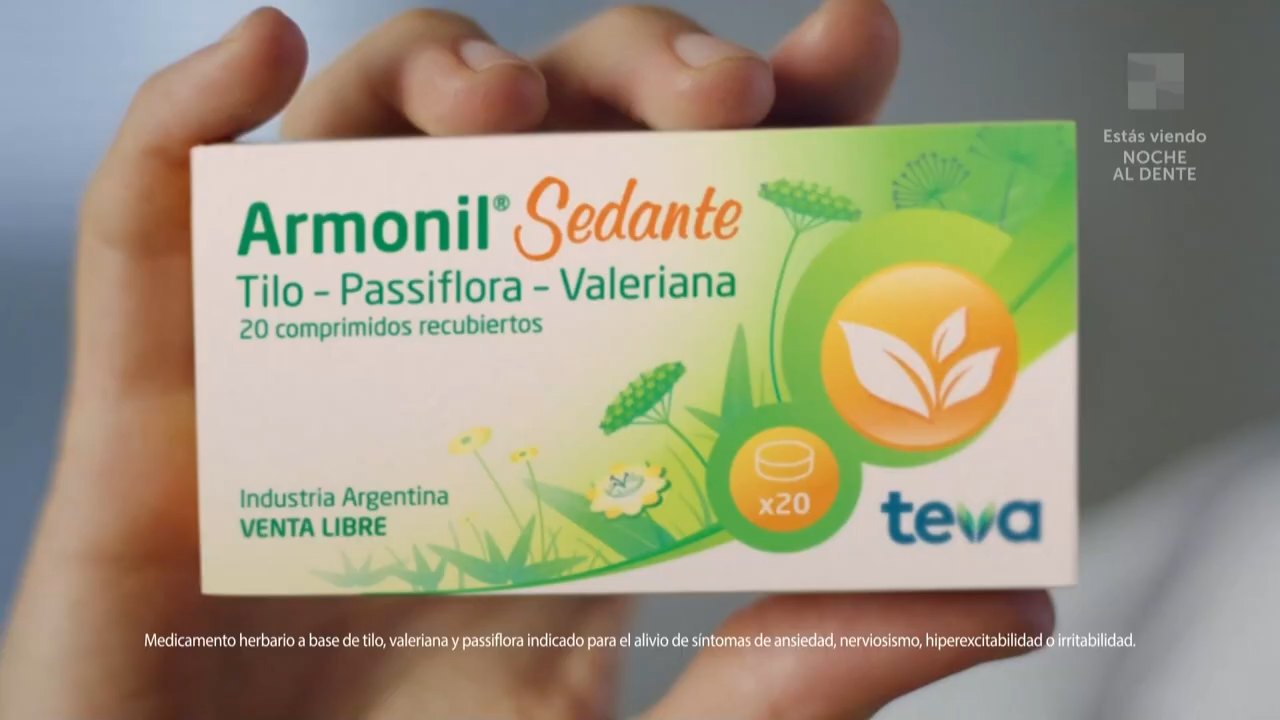 Armonil® Sedante
Tilo – Passiflora – Valeriana
20 comprimidos recubiertos
Industria Argentina
VENTA LIBRE
x20
teva
Estás viendo
NOCHE
AL DENTE
Medicamento herbario a base de tilo, valeriana y passiflora indicado para el alivio de síntomas de ansiedad, nerviosismo, hiperexcitabilidad o irritabilidad.